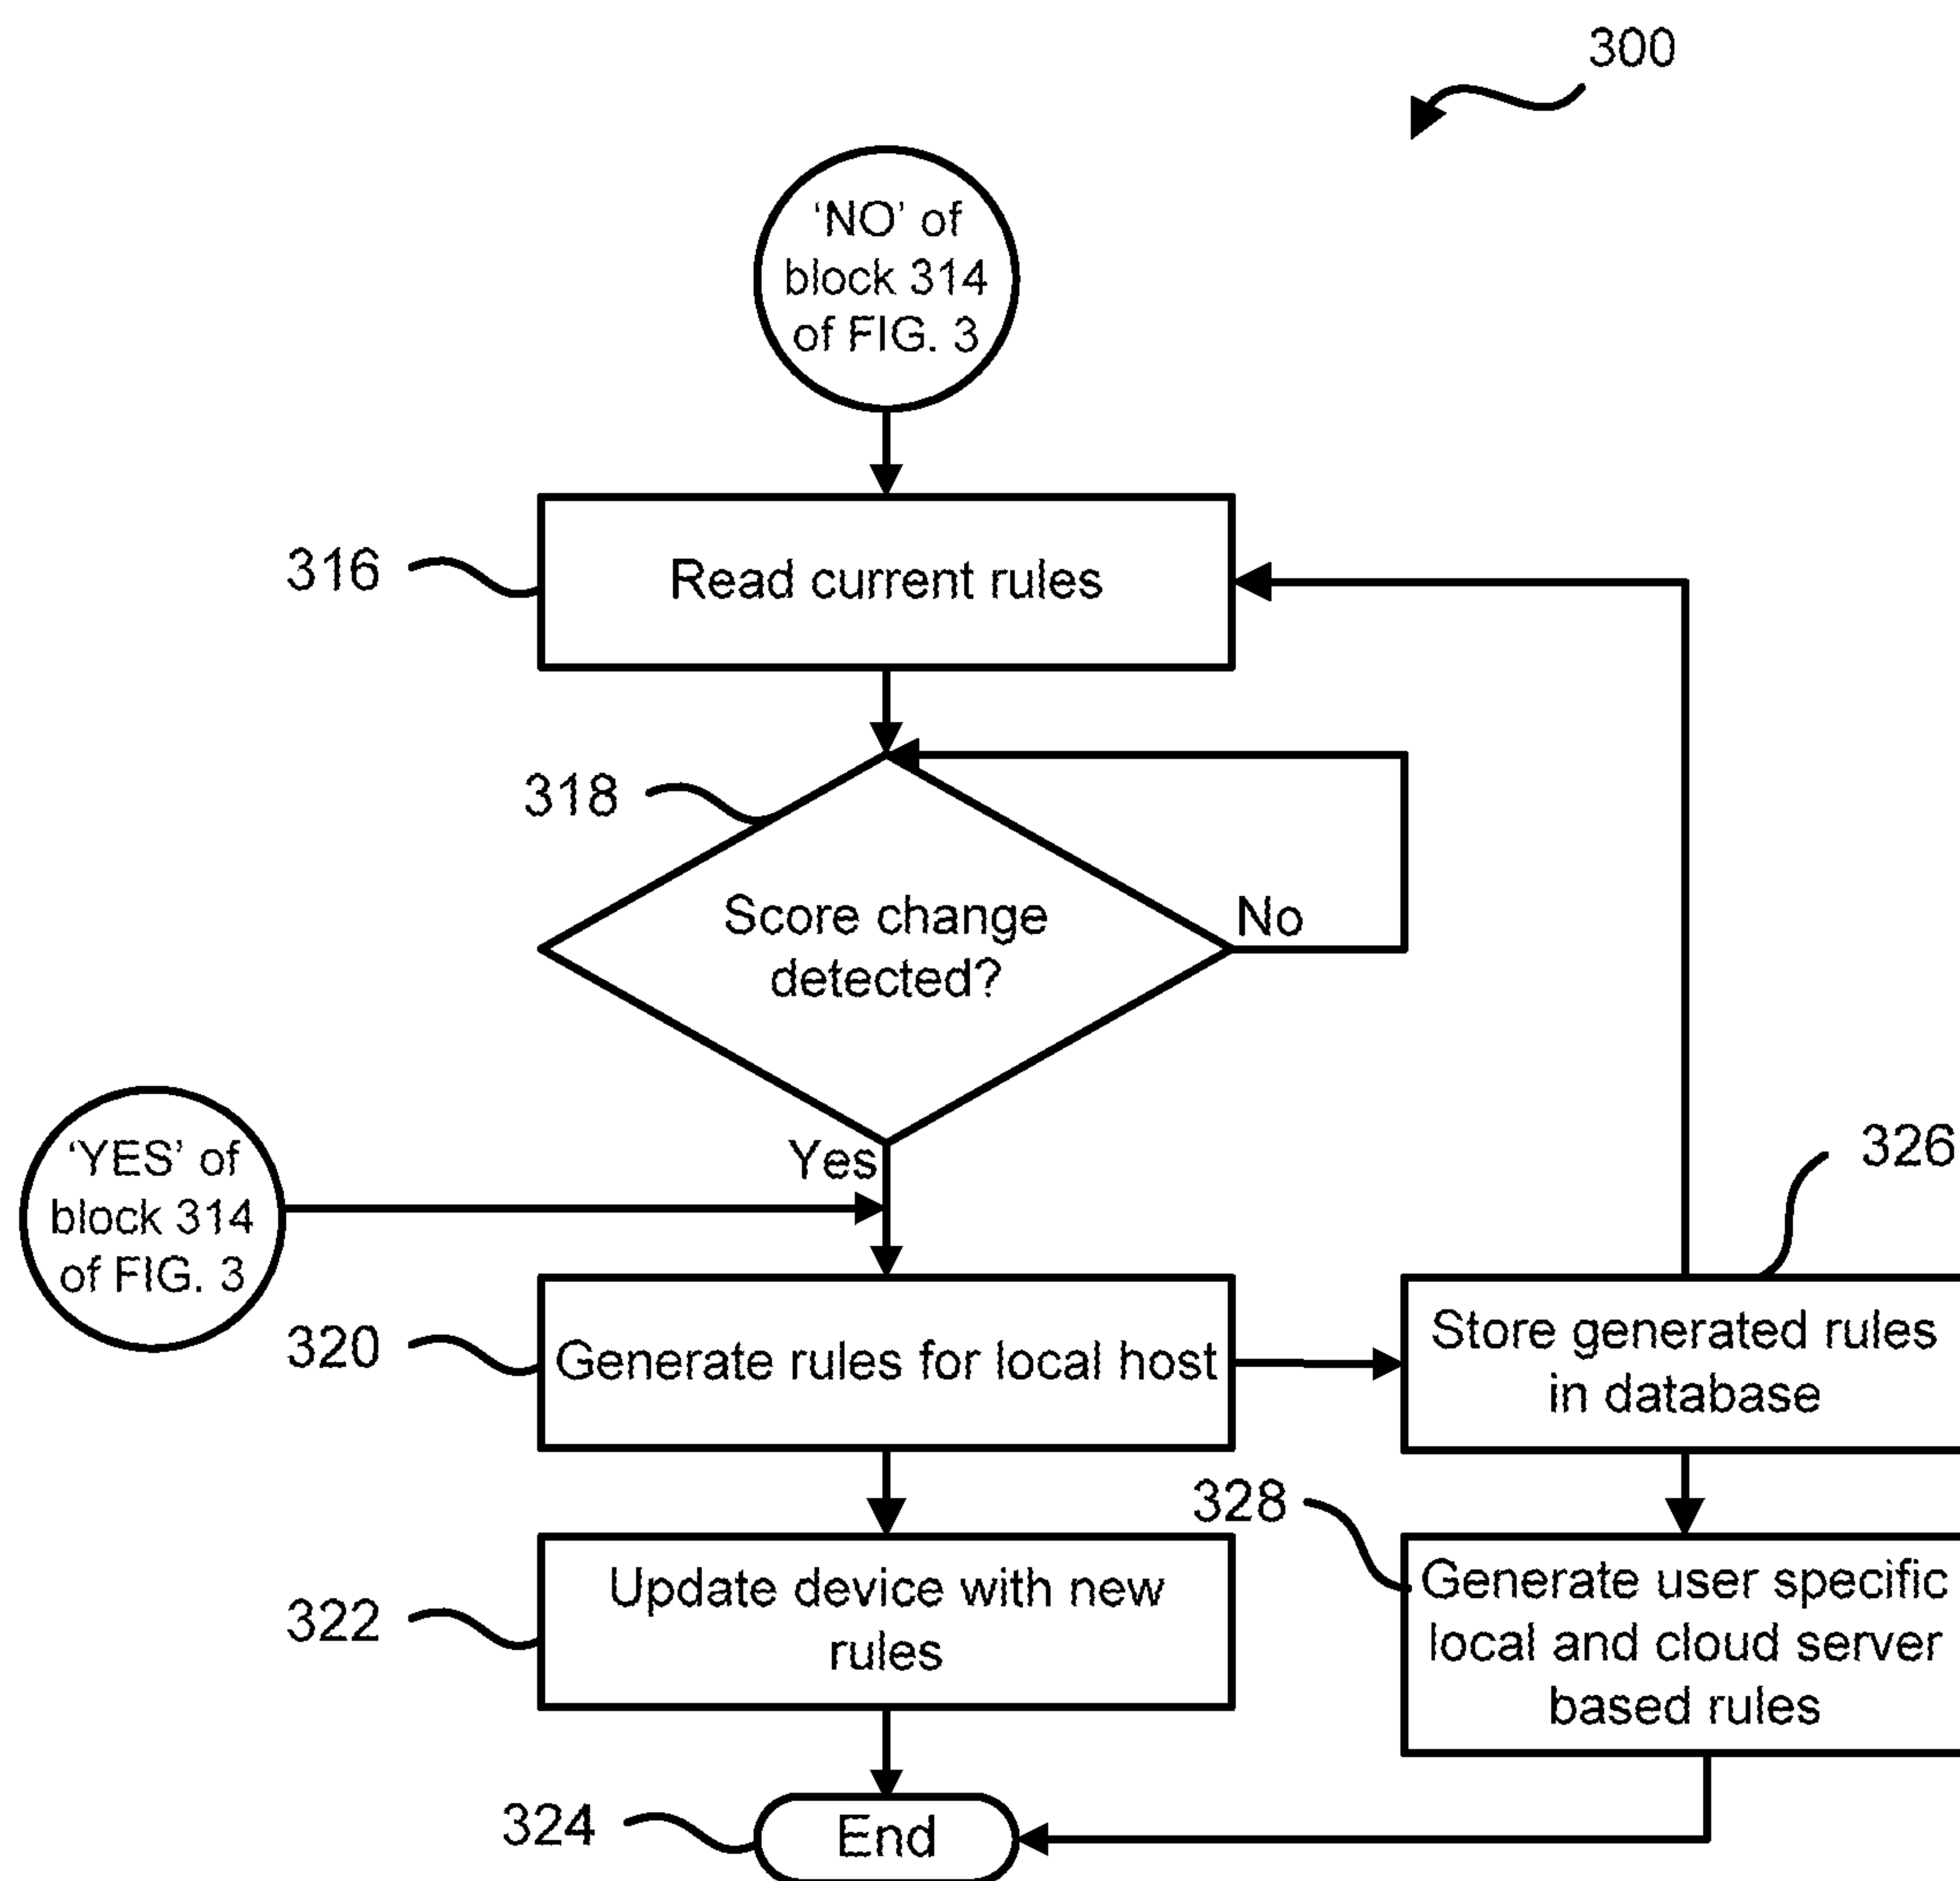 300
‘NO’ of
block 314
of FIG. 3
316
Read current rules
318
Score change
detected?
No
Yes
‘YES’ of
block 314
of FIG. 3
326
320
Generate rules for local host
Store generated rules
in database
328
322
Update device with new
rules
Generate user specific
local and cloud server
based rules
324
End